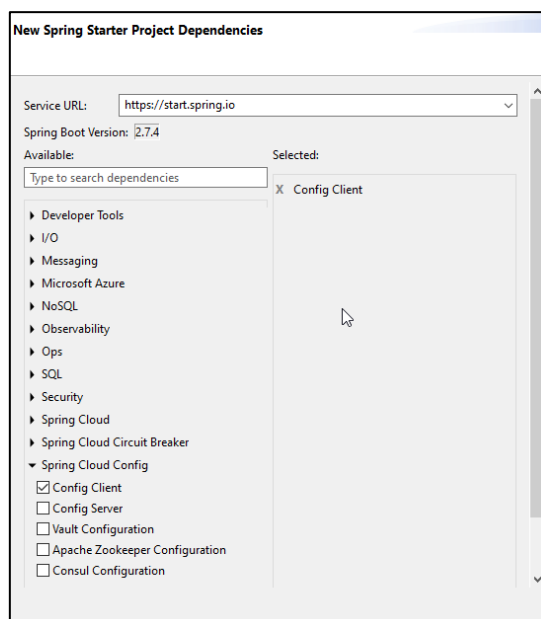 New Spring Starter Project Dependencies
Service URL: https://start.spring.io
Spring Boot Version: 2.7.4
Available: Selected:
Type to search dependencies
X Config Client
Developer Tools
I/O
Messaging
Microsoft Azure
NoSQL
Observability
Ops
SQL
Security
Spring Cloud
Spring Cloud Circuit Breaker
Spring Cloud Config
Config Client
Config Server
Vault Configuration
Apache Zookeeper Configuration
Consul Configuration